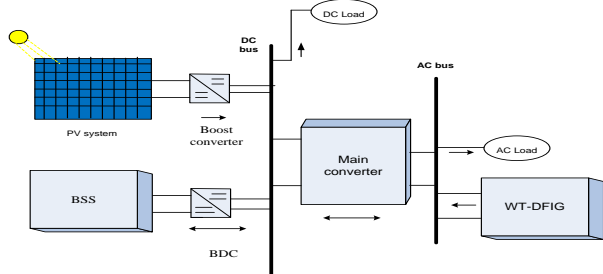 DC Load
DC
bus
AC bus
PV system
Boost
converter
Main
converter
AC Load
BSS
WT-DFIG
BDC